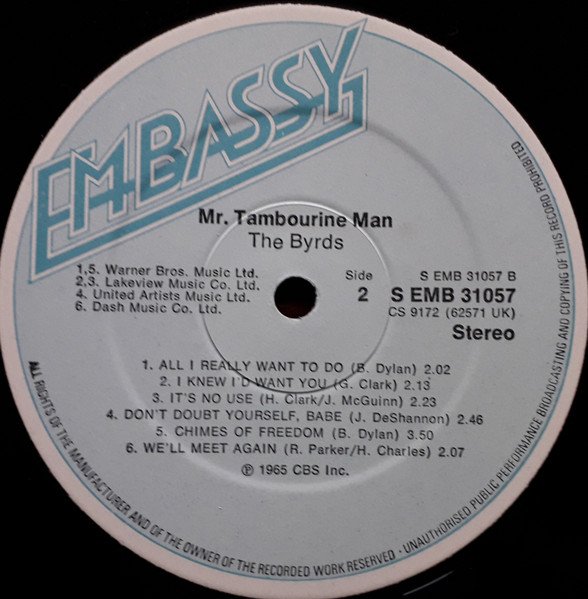 EMBASSY
Mr. Tambourine Man
The Byrds
1,5. Warner Bros. Music Ltd.
2,3. Lakeview Music Co. Ltd.
4. United Artists Music Ltd.
6. Dash Music Co. Ltd.
Side
2
S EMB 31057 B
S EMB 31057
CS 9172 (62571 UK)
Stereo
1. ALL I REALLY WANT TO DO (B. Dylan) 2.02
2. I KNEW I'D WANT YOU (G. Clark) 2.13
3. IT'S NO USE (H. Clark/J. McGuinn) 2.23
4. DON'T DOUBT YOURSELF, BABE (J. DeShannon) 2.46
5. CHIMES OF FREEDOM (B. Dylan) 3.50
6. WE'LL MEET AGAIN (R. Parker/H. Charles) 2.07
℗ 1965 CBS Inc.
ALL RIGHTS OF THE MANUFACTURER AND OF THE OWNER OF THE RECORDED WORK RESERVED · UNAUTHORISED PUBLIC PERFORMANCE BROADCASTING AND COPYING OF THIS RECORD PROHIBITED